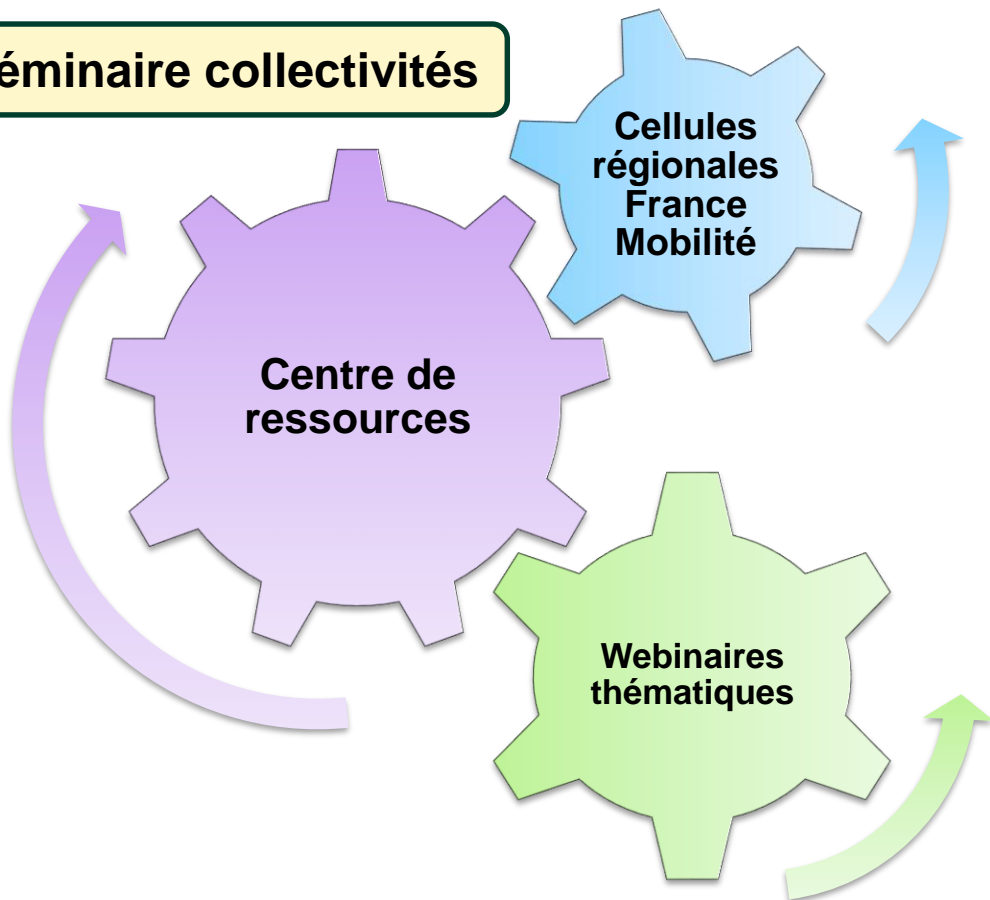 éminaire collectivités
Cellules
régionales
France
Mobilité
Centre de
ressources
Webinaires
thématiques